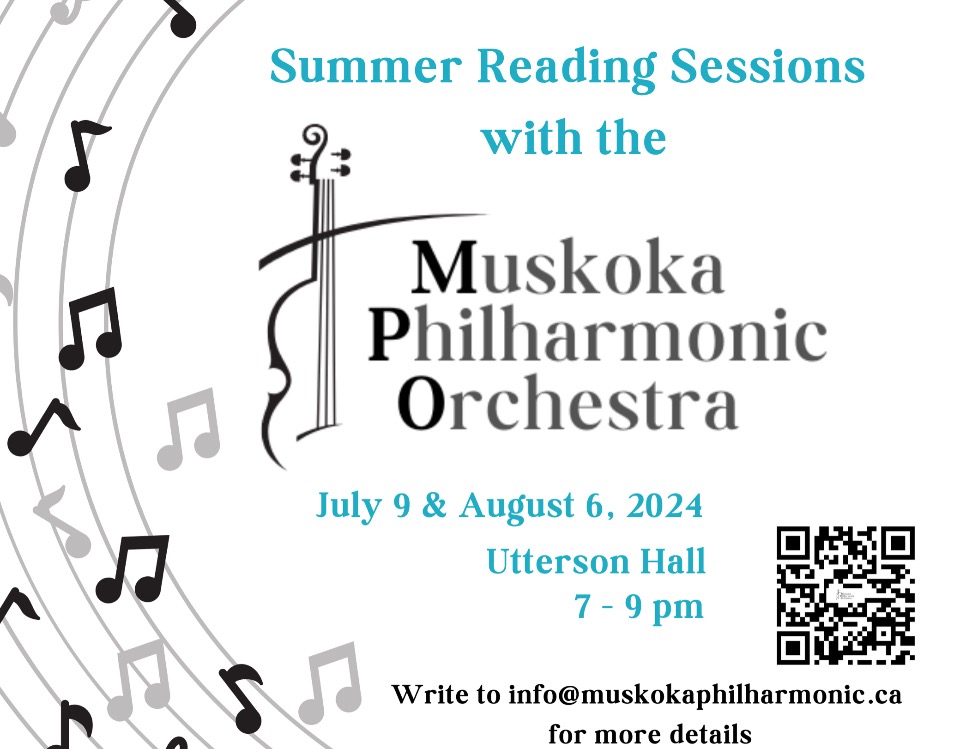 Summer Reading Sessions
with the
Muskoka
Philharmonic
Orchestra
July 9 & August 6, 2024
Utterson Hall
7 - 9 pm
Write to info@muskokaphilharmonic.ca
for more details